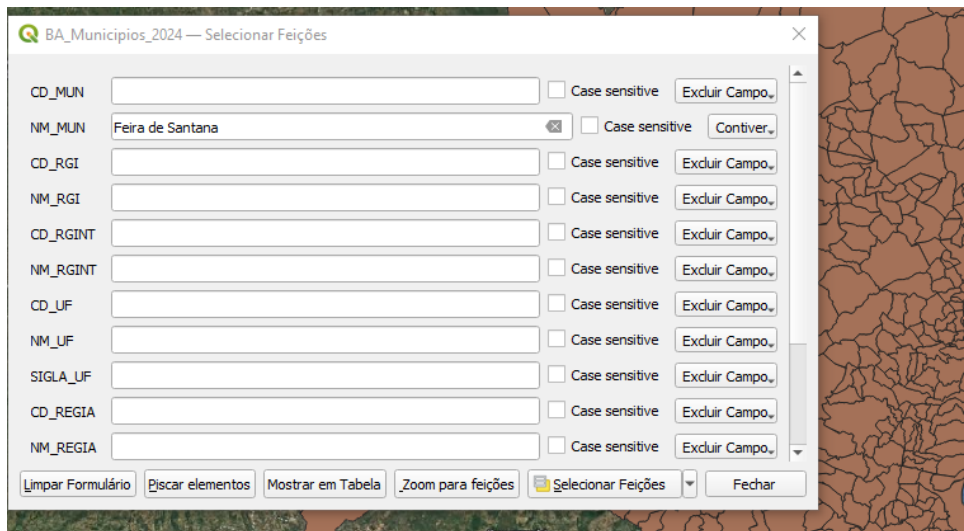 BA_Municipios_2024 — Selecionar Feições
CD_MUN Case sensitive Excluir Campo
NM_MUN Feira de Santana Case sensitive Contiver
CD_RGI Case sensitive Excluir Campo
NM_RGI Case sensitive Excluir Campo
CD_RGINT Case sensitive Excluir Campo
NM_RGINT Case sensitive Excluir Campo
CD_UF Case sensitive Excluir Campo
NM_UF Case sensitive Excluir Campo
SIGLA_UF Case sensitive Excluir Campo
CD_REGIA Case sensitive Excluir Campo
NM_REGIA Case sensitive Excluir Campo
Limpar Formulário Piscar elementos Mostrar em Tabela Zoom para feições Selecionar Feições Fechar